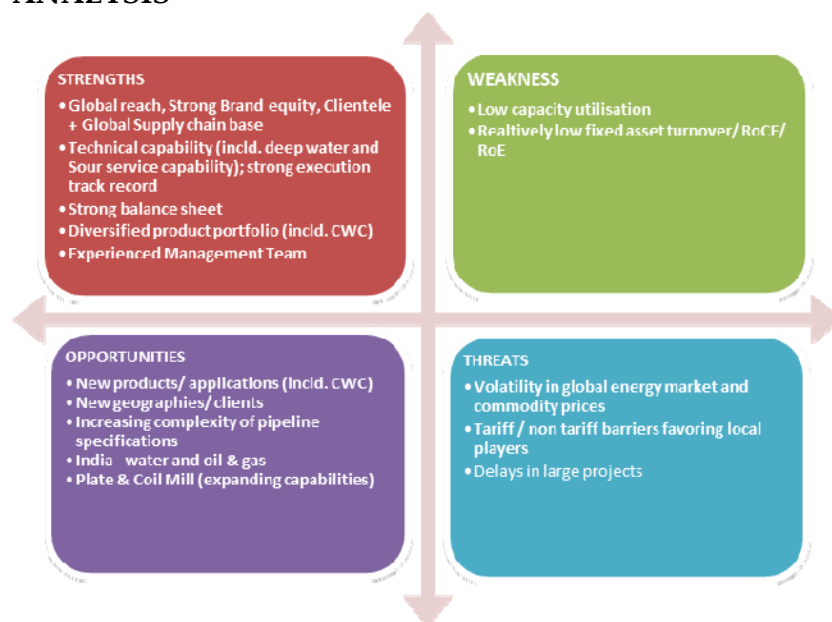 ANALYSIS
STRENGTHS
•Global reach, Strong Brand equity, Clientele
+ Global Supply chain base
•Technical capability (incld. deep water and
Sour service capability); strong execution
track record
•Strong balance sheet
•Diversified product portfolio (incld. CWC)
•Experienced Management Team
WEAKNESS
•Low capacity utilisation
•Realtively low fixed asset turnover/ RoCE/
RoE
OPPORTUNITIES
•New products/ applications (incld. CWC)
•New geographies/ clients
•Increasing complexity of pipeline
specifications
•India water and oil & gas
•Plate & Coil Mill (expanding capabilities)
THREATS
•Volatility in global energy market and
commodity prices
•Tariff / non tariff barriers favoring local
players
•Delays in large projects